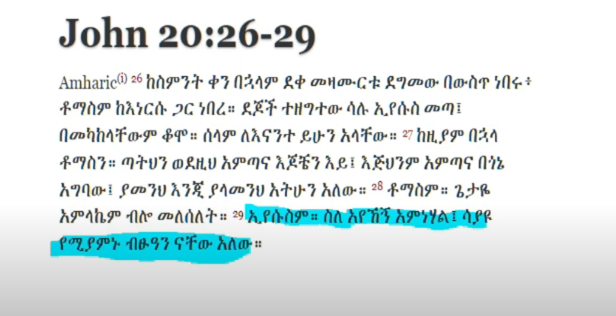 John 20:26-29
Amharic(i) 26 ከስምንት ቀን በኋላም ደቀ መዛሙርቱ ደግመው በውስጥ ነበሩ፥
ቶማስም ከእነርሱ ጋር ነበረ። ደጆች ተዘግተው ሳሉ ኢየሱስ መጣ፤
በመካከላቸውም ቆሞ። ሰላም ለእናንተ ይሁን አላቸው። 27 ከዚያም በኋላ
ቶማስን። ጣትህን ወደዚህ አምጣና እጆቼን እይ፤ እጅህንም አምጣና በጎኔ
አግባው፤ ያመንህ እንጂ ያላመንህ አትሁን አለው። 28 ቶማስም። ጌታዬ
አምላኬም ብሎ መለሰለት። 29 ኢየሱስም። ስለ አየኸኝ አምነሃል፤ ሳያዩ
የሚያምኑ ብፁዓን ናቸው አለው።